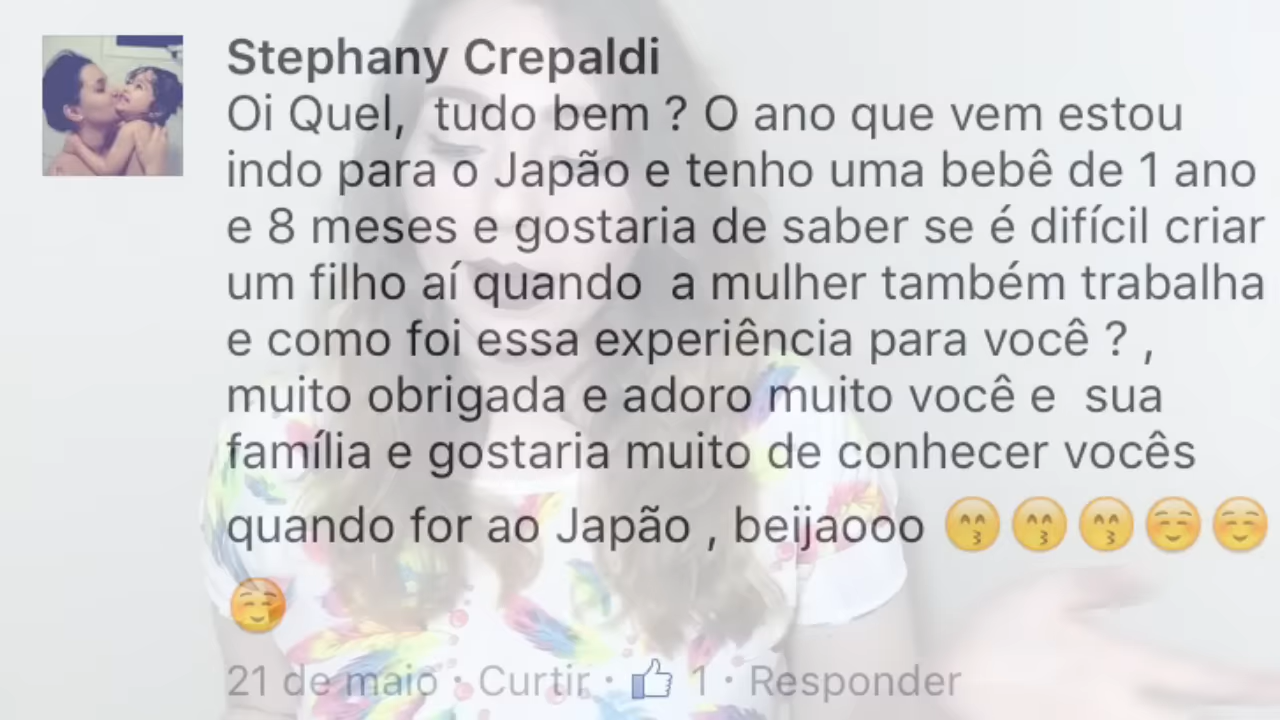 Stephany Crepaldi
Oi Quel, tudo bem ? O ano que vem estou
indo para o Japão e tenho uma bebê de 1 ano
e 8 meses e gostaria de saber se é difícil criar
um filho aí quando a mulher também trabalha
e como foi essa experiência para você ? ,
muito obrigada e adoro muito você e sua
família e gostaria muito de conhecer vocês
quando for ao Japão , beijaooo 😙😙😙☺️☺️
☺️
21 de maio · Curtir · 👍 1 · Responder